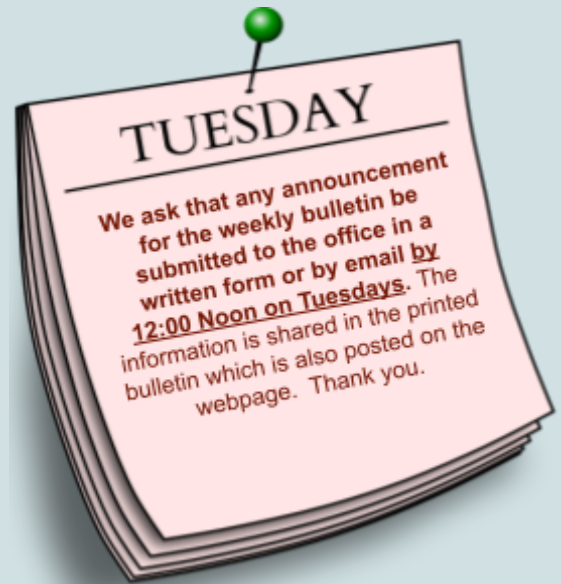 TUESDAY
We ask that any announcement
for the weekly bulletin be
submitted to the office in a
written form or by email by
12:00 Noon on Tuesdays. The
information is shared in the printed
bulletin which is also posted on the
webpage. Thank you.